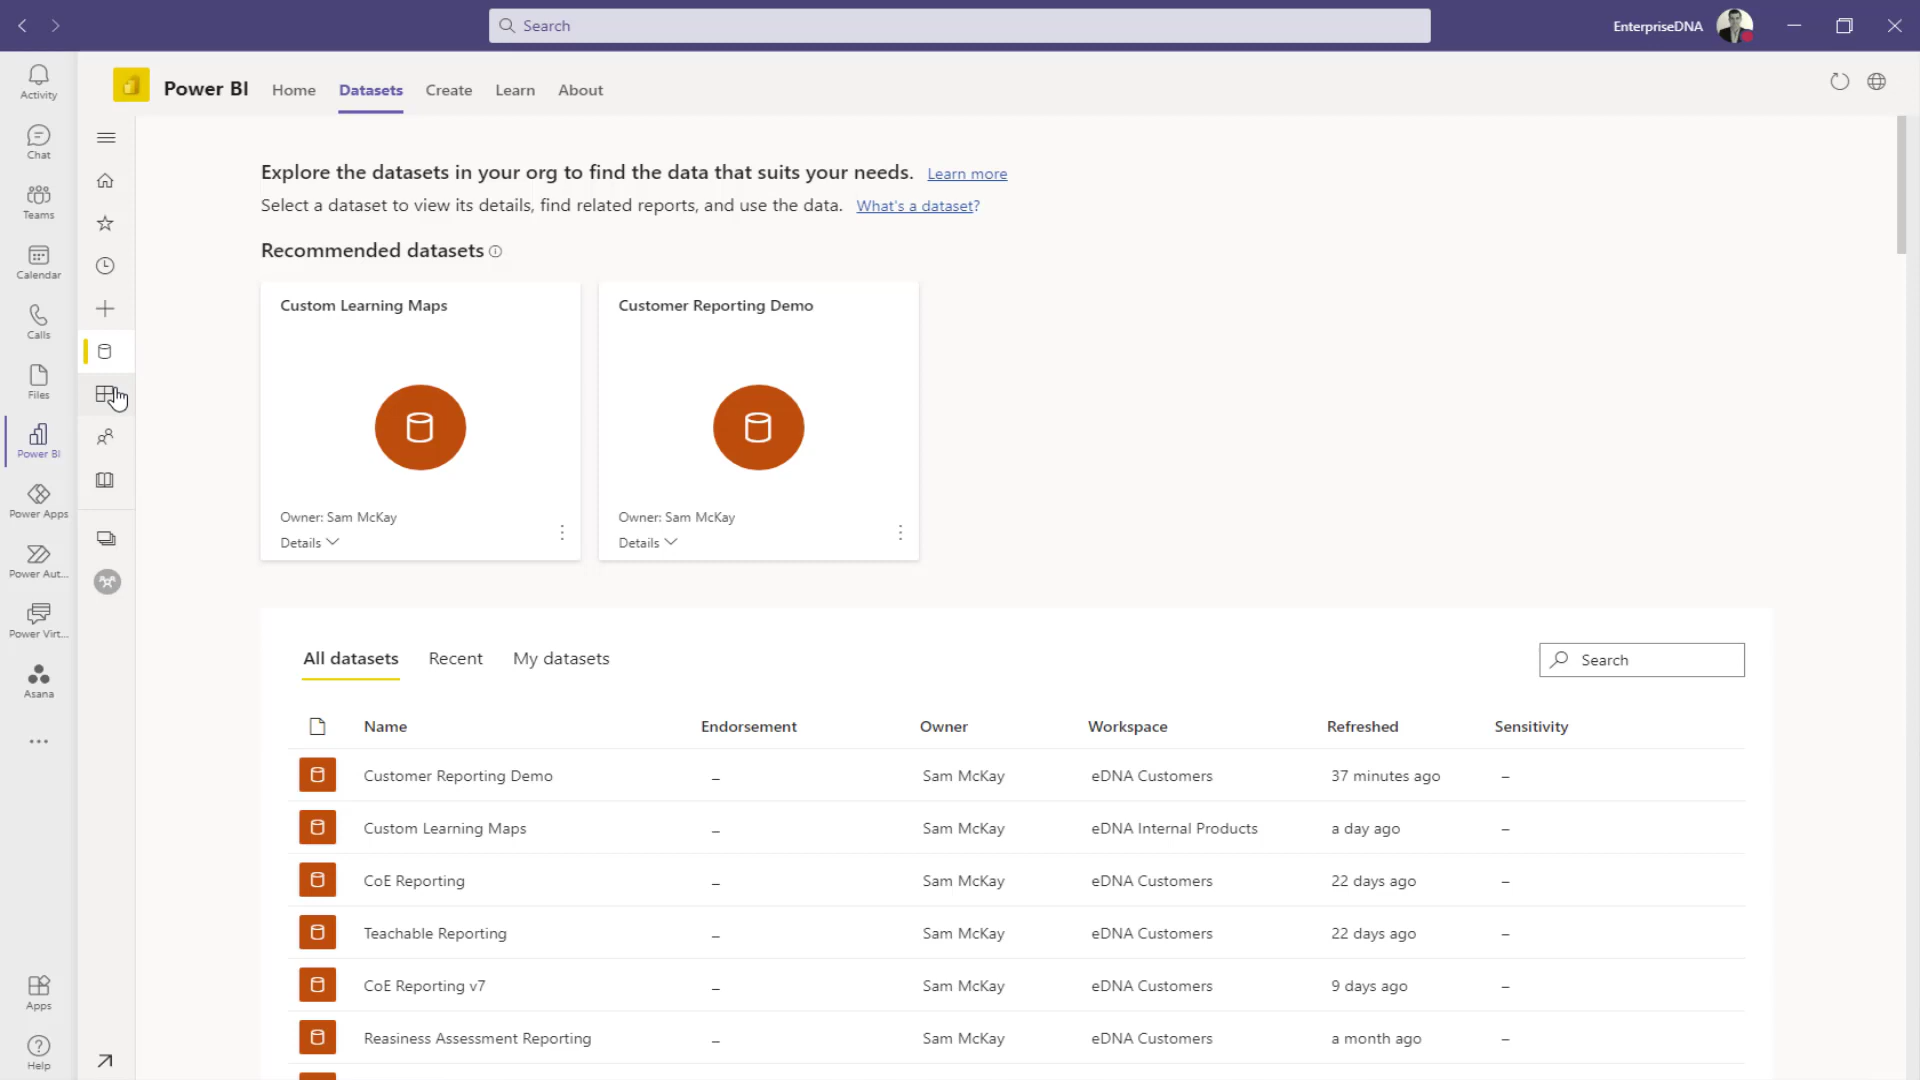 Search
EnterpriseDNA
Activity
Chat
Teams
Calendar
Calls
Files
Power BI
Power Apps
Power Aut...
Power Virt...
Asana
Apps
Help
Power BI
Home Datasets Create Learn About
Explore the datasets in your org to find the data that suits your needs. Learn more
Select a dataset to view its details, find related reports, and use the data. What's a dataset?
Recommended datasets
Custom Learning Maps
Owner: Sam McKay
Details
Customer Reporting Demo
Owner: Sam McKay
Details
All datasets Recent My datasets
Search
Name Endorsement Owner Workspace Refreshed Sensitivity
Customer Reporting Demo – Sam McKay eDNA Customers 37 minutes ago –
Custom Learning Maps – Sam McKay eDNA Internal Products a day ago –
CoE Reporting – Sam McKay eDNA Customers 22 days ago –
Teachable Reporting – Sam McKay eDNA Customers 22 days ago –
CoE Reporting v7 – Sam McKay eDNA Customers 9 days ago –
Reasiness Assessment Reporting – Sam McKay eDNA Customers a month ago –